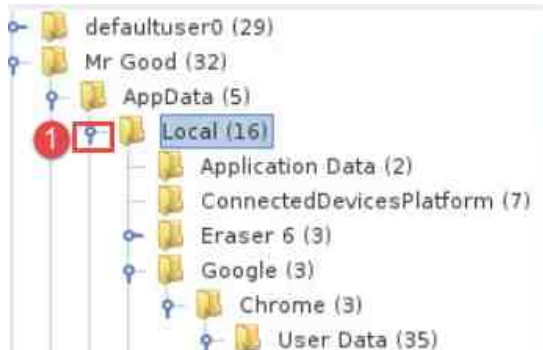 defaultuser0 (29)
Mr Good (32)
AppData (5)
1 Local (16)
Application Data (2)
ConnectedDevicesPlatform (7)
Eraser 6 (3)
Google (3)
Chrome (3)
User Data (35)